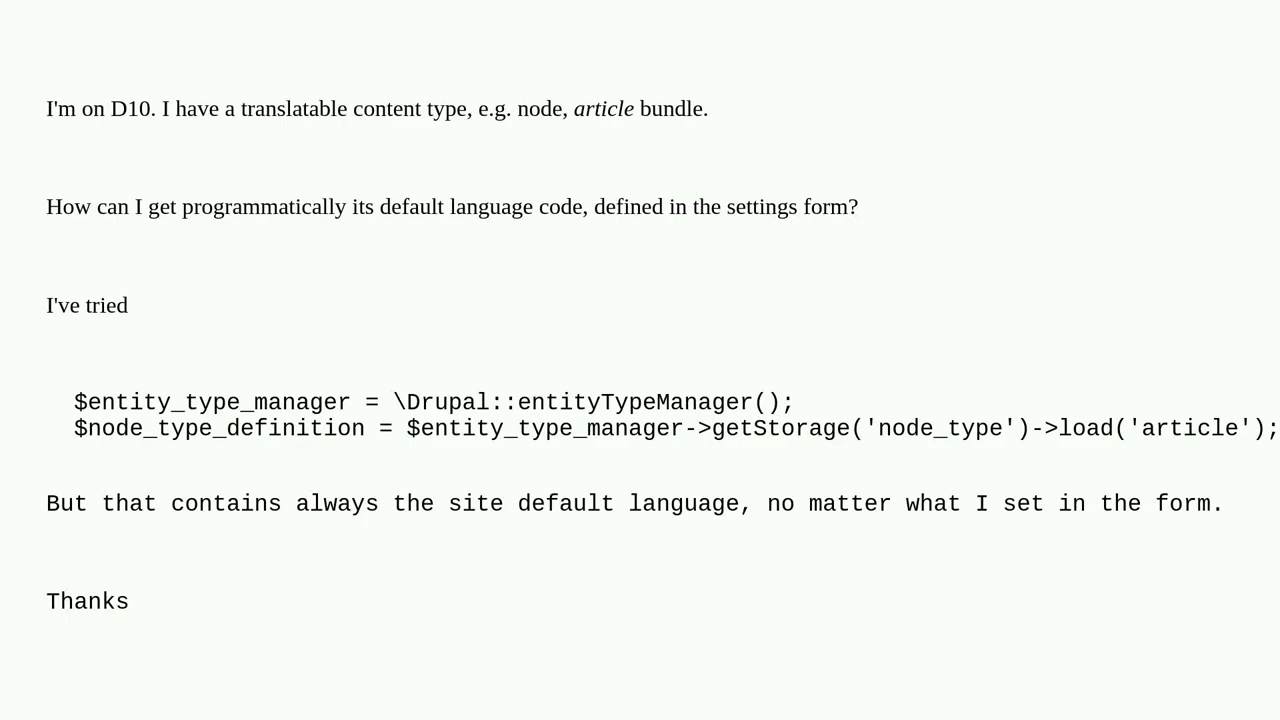 I'm on D10. I have a translatable content type, e.g. node, article bundle.
How can I get programmatically its default language code, defined in the settings form?
I've tried
$entity_type_manager = \Drupal::entityTypeManager();
$node_type_definition = $entity_type_manager->getStorage('node_type')->load('article');
But that contains always the site default language, no matter what I set in the form.
Thanks